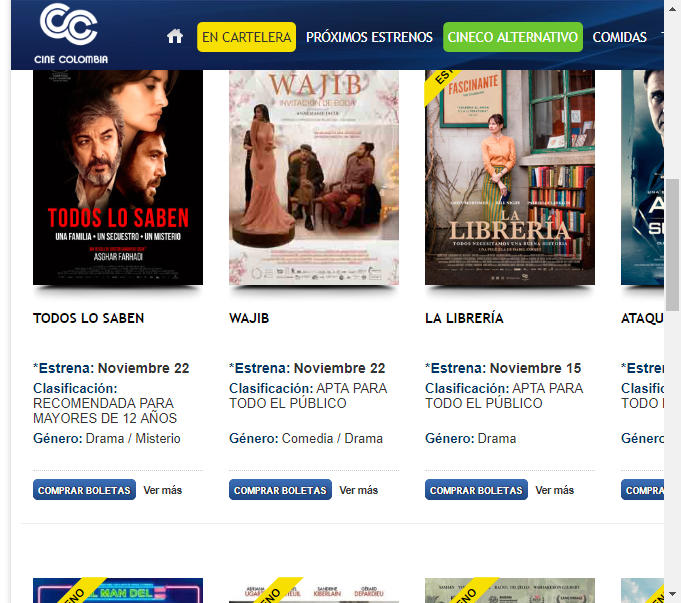 CINE COLOMBIA
EN CARTELERA PRÓXIMOS ESTRENOS CINECO ALTERNATIVO COMIDAS
TODOS LO SABEN
UNA FAMILIA • UN SECUESTRO • UN MISTERIO
ASGHAR FARHADI
WAJIB
INVITACIÓN DE BODA
FASCINANTE
LA
LIBRERÍA
TODOS NECESITAMOS UNA BUENA HISTORIA
TODOS LO SABEN WAJIB LA LIBRERÍA ATAQU
*Estrena: Noviembre 22 *Estrena: Noviembre 22 *Estrena: Noviembre 15 *Estren
Clasificación: Clasificación: APTA PARA Clasificación: APTA PARA Clasific
RECOMENDADA PARA TODO EL PÚBLICO TODO EL PÚBLICO TODO
MAYORES DE 12 AÑOS
Género: Drama / Misterio Género: Comedia / Drama Género: Drama Género
COMPRAR BOLETAS Ver más COMPRAR BOLETAS Ver más COMPRAR BOLETAS Ver más COMPRA